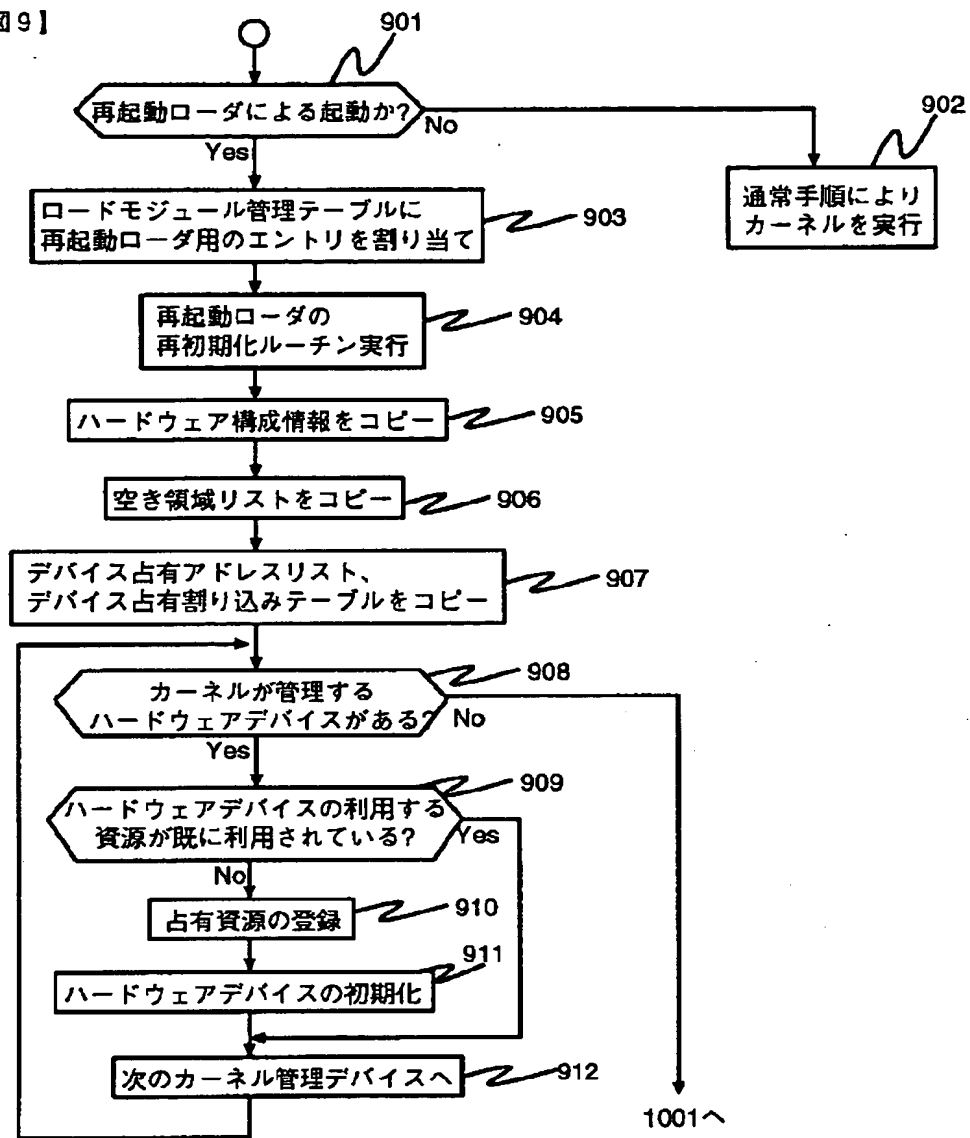 図9】
901
再起動ローダによる起動か?
No
902
Yes
通常手順により
カーネルを実行
ロードモジュール管理テーブルに
再起動ローダ用のエントリを割り当て
903
再起動ローダの
再初期化ルーチン実行
904
ハードウェア構成情報をコピー
905
空き領域リストをコピー
906
デバイス占有アドレスリスト、
デバイス占有割り込みテーブルをコピー
907
カーネルが管理する
ハードウェアデバイスがある?
908
No
Yes
ハードウェアデバイスの利用する
資源が既に利用されている?
909
Yes
No
占有資源の登録
910
ハードウェアデバイスの初期化
911
次のカーネル管理デバイスへ
912
1001へ